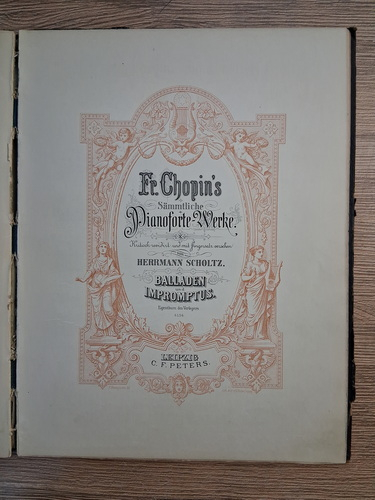 Fr. Chopin's
Sämmtliche
Pianoforte-Werke.
Kritisch revidirt und mit Fingersatz versehen
von
HERRMANN SCHOLTZ.
BALLADEN
und
IMPROMPTUS.
Eigenthum des Verlegers.
LEIPZIG
C. F. PETERS.